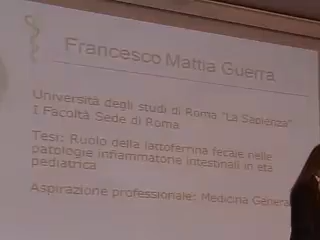 Francesco Mattia Guerra
Università degli studi di Roma "La Sapienza"
I Facoltà Sede di Roma
Tesi: Ruolo della lattoferrina fecale nelle
patologie infiammatorie intestinali in età
pediatrica
Aspirazione professionale: Medicina Genera